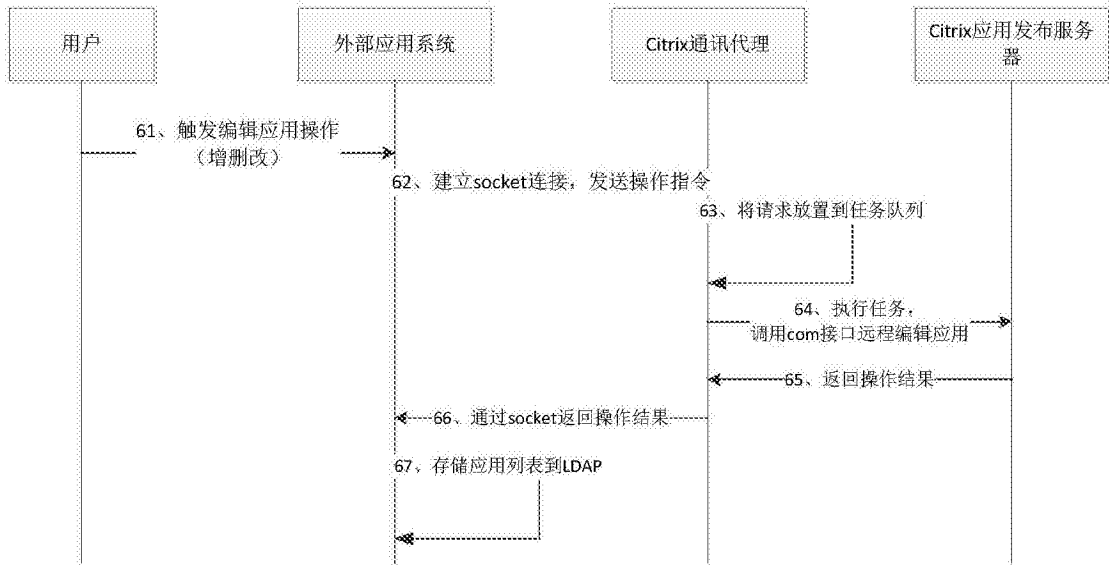 用户
外部应用系统
Citrix通讯代理
Citrix应用发布服务
器
61、触发编辑应用操作
（增删改）
62、建立socket连接，发送操作指令
63、将请求放置到任务队列
64、执行任务，
调用com接口远程编辑应用
65、返回操作结果
66、通过socket返回操作结果
67、存储应用列表到LDAP